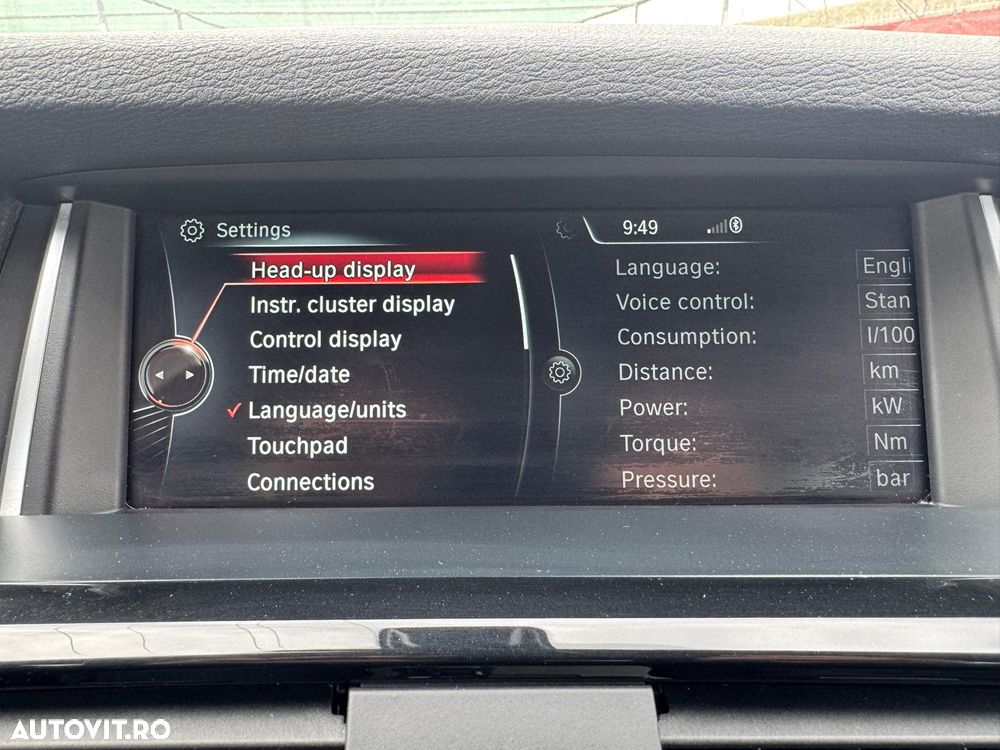 Settings
9:49
Head-up display
Instr. cluster display
Control display
Time/date
Language/units
Touchpad
Connections
Language: Engli
Voice control: Stan
Consumption: l/100
Distance: km
Power: kW
Torque: Nm
Pressure: bar
AUTOVIT.RO